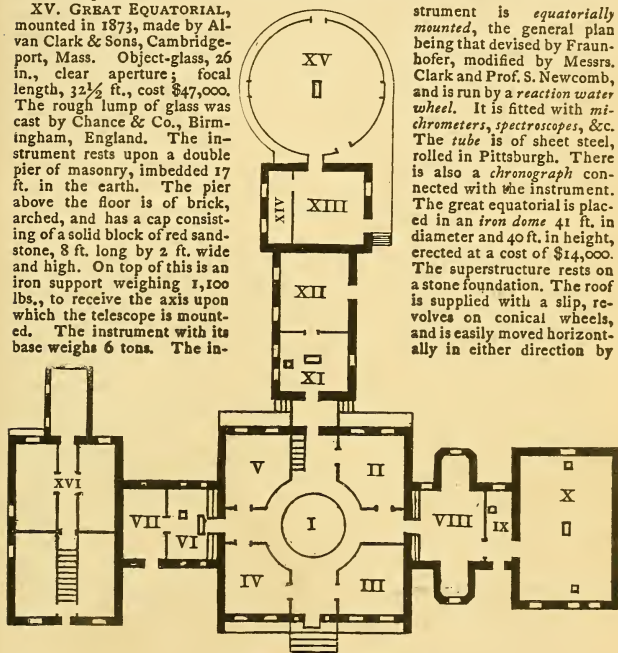 XV. GREAT EQUATORIAL,
mounted in 1873, made by Al-
van Clark & Sons, Cambridge-
port, Mass. Object-glass, 26
in., clear aperture; focal
length, 32½ ft., cost $47,000.
The rough lump of glass was
cast by Chance & Co., Birm-
ingham, England. The in-
strument rests upon a double
pier of masonry, imbedded 17
ft. in the earth. The pier
above the floor is of brick,
arched, and has a cap consist-
ing of a solid block of red sand-
stone, 8 ft. long by 2 ft. wide
and high. On top of this is an
iron support weighing 1,100
lbs., to receive the axis upon
which the telescope is mount-
ed. The instrument with its
base weighs 6 tons. The in-
strument is equatorially
mounted, the general plan
being that devised by Fraun-
hofer, modified by Messrs.
Clark and Prof. S. Newcomb,
and is run by a reaction water
wheel. It is fitted with mi-
chrometers, spectroscopes, &c.
The tube is of sheet steel,
rolled in Pittsburgh. There
is also a chronograph con-
nected with the instrument.
The great equatorial is plac-
ed in an iron dome 41 ft. in
diameter and 40 ft. in height,
erected at a cost of $14,000.
The superstructure rests on
a stone foundation. The roof
is supplied with a slip, re-
volves on conical wheels,
and is easily moved horizont-
ally in either direction by
XV
XIV
XIII
XII
XI
V
II
XVI
VII
VI
I
VIII
IX
X
IV
III